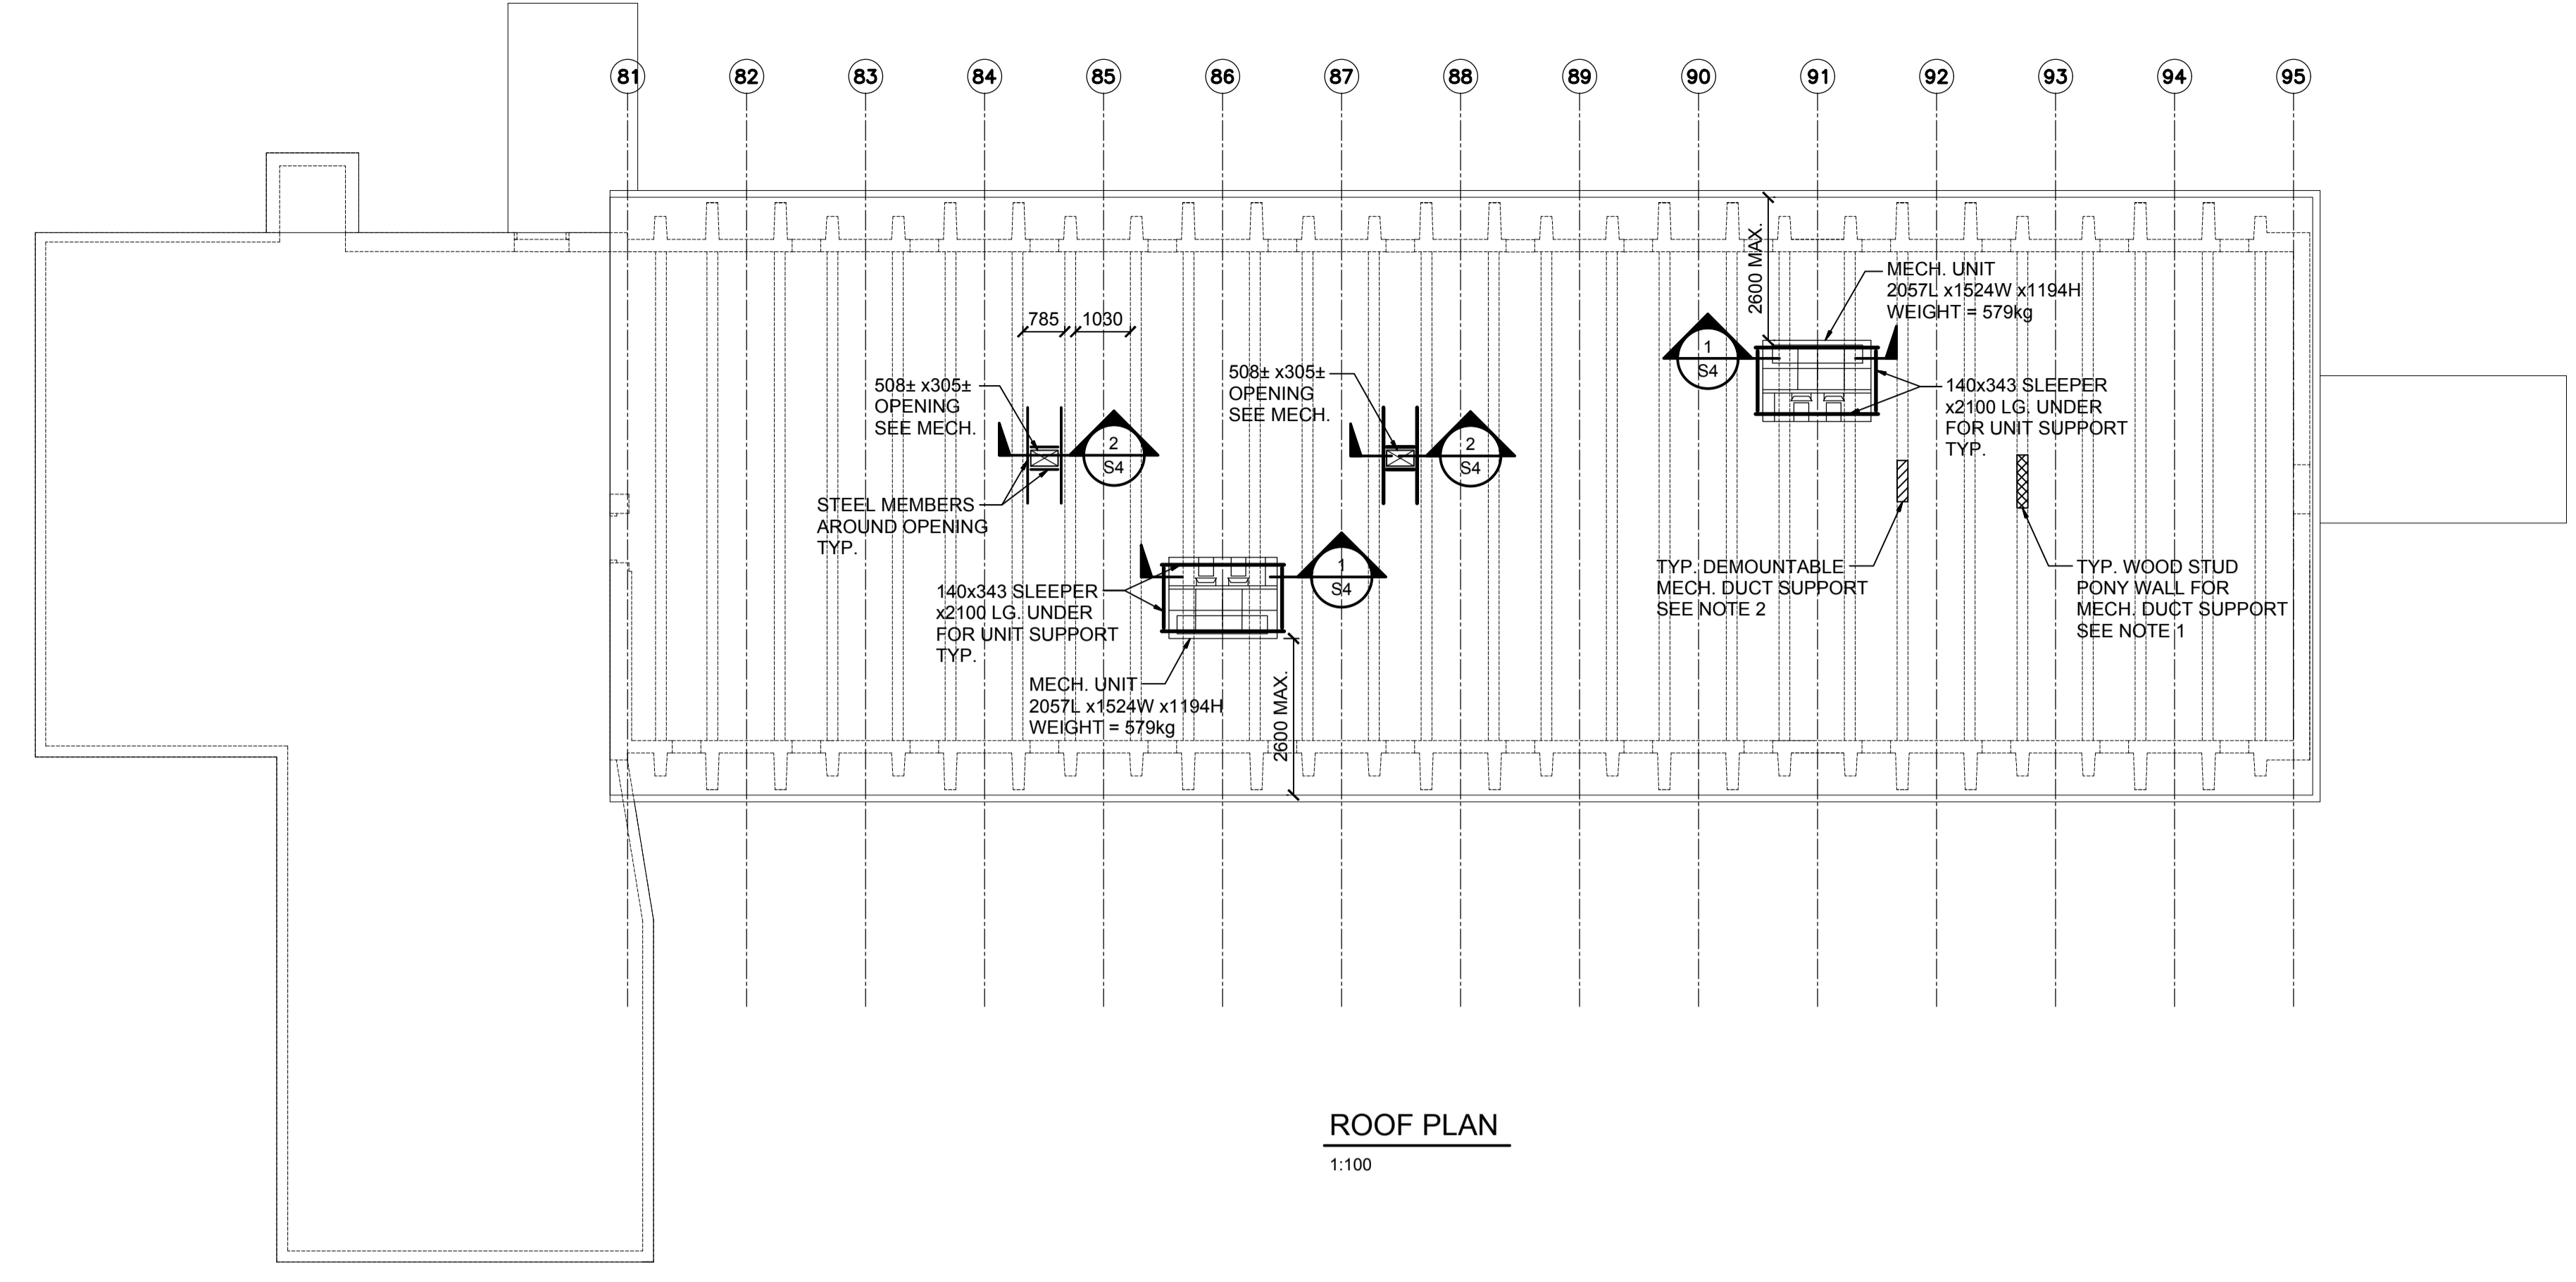 81 82 83 84 85 86 87 88 89 90 91 92 93 94 95
2600 MAX.
MECH. UNIT
2057L x1524W x1194H
WEIGHT = 579kg
785 1030
1
S4
508± x305±
OPENING
SEE MECH.
508± x305±
OPENING
SEE MECH.
140x343 SLEEPER
x2100 LG. UNDER
FOR UNIT SUPPORT
TYP.
2
S4
2
S4
STEEL MEMBERS
AROUND OPENING
TYP.
1
S4
140x343 SLEEPER
x2100 LG. UNDER
FOR UNIT SUPPORT
TYP.
TYP. DEMOUNTABLE
MECH. DUCT SUPPORT
SEE NOTE 2
TYP. WOOD STUD
PONY WALL FOR
MECH. DUCT SUPPORT
SEE NOTE 1
MECH. UNIT
2057L x1524W x1194H
WEIGHT = 579kg
2600 MAX.
ROOF PLAN
1:100